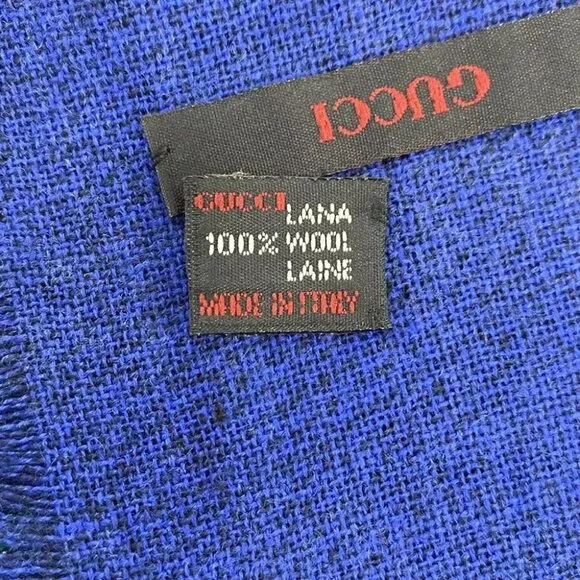 GUCCI
GUCCI
LANA
100% WOOL
LAINE
MADE IN ITALY